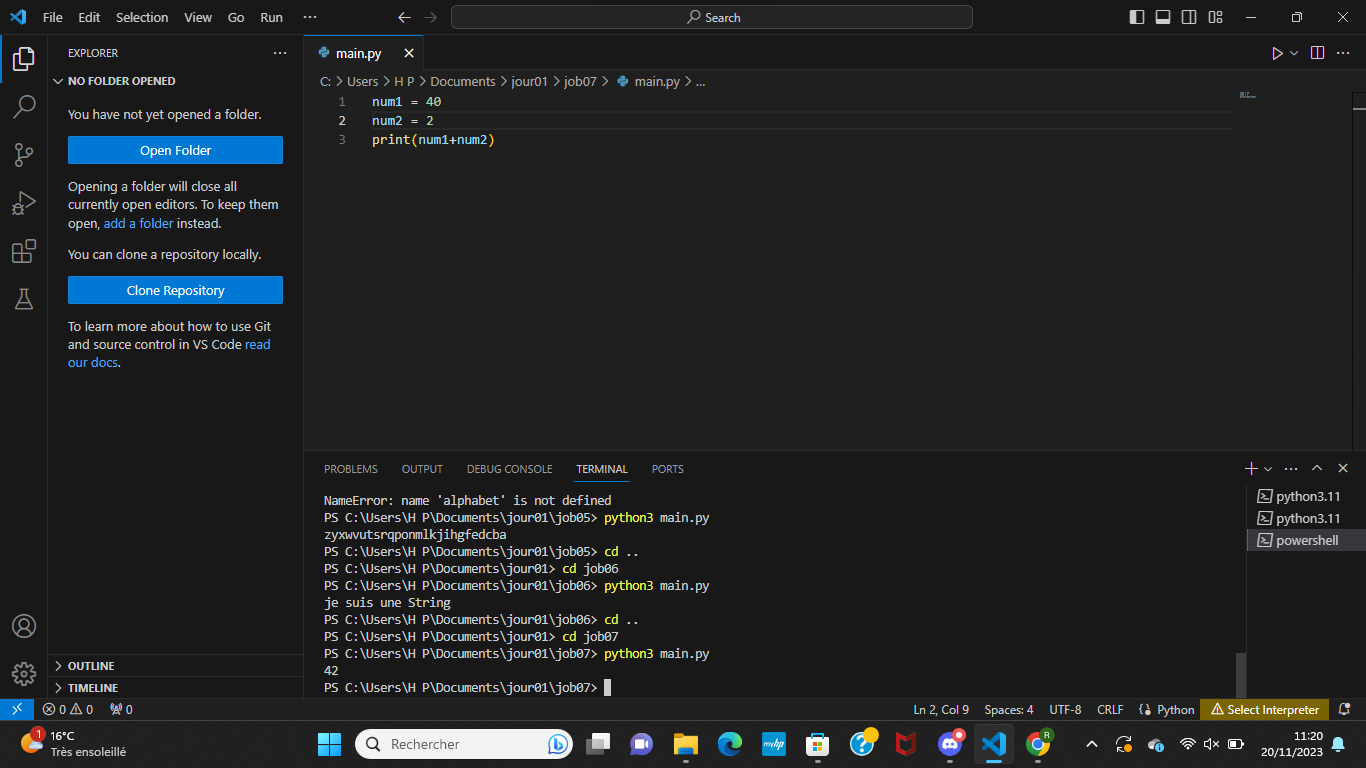 File Edit Selection View Go Run ···
Search
EXPLORER
NO FOLDER OPENED
You have not yet opened a folder.
Open Folder
Opening a folder will close all
currently open editors. To keep them
open, add a folder instead.
You can clone a repository locally.
Clone Repository
To learn more about how to use Git
and source control in VS Code read
our docs.
OUTLINE
TIMELINE
main.py
C: > Users > H P > Documents > jour01 > job07 > main.py > ...
1 num1 = 40
2 num2 = 2
3 print(num1+num2)
PROBLEMS OUTPUT DEBUG CONSOLE TERMINAL PORTS
NameError: name 'alphabet' is not defined
PS C:\Users\H P\Documents\jour01\job05> python3 main.py
zyxwvutsrqponmlkjihgfedcba
PS C:\Users\H P\Documents\jour01\job05> cd ..
PS C:\Users\H P\Documents\jour01> cd job06
PS C:\Users\H P\Documents\jour01\job06> python3 main.py
je suis une String
PS C:\Users\H P\Documents\jour01\job06> cd ..
PS C:\Users\H P\Documents\jour01> cd job07
PS C:\Users\H P\Documents\jour01\job07> python3 main.py
42
PS C:\Users\H P\Documents\jour01\job07>
python3.11
python3.11
powershell
0 0 0
Ln 2, Col 9 Spaces: 4 UTF-8 CRLF Python Select Interpreter
1
16°C
Très ensoleillé
Rechercher
myhp
R
11:20
20/11/2023